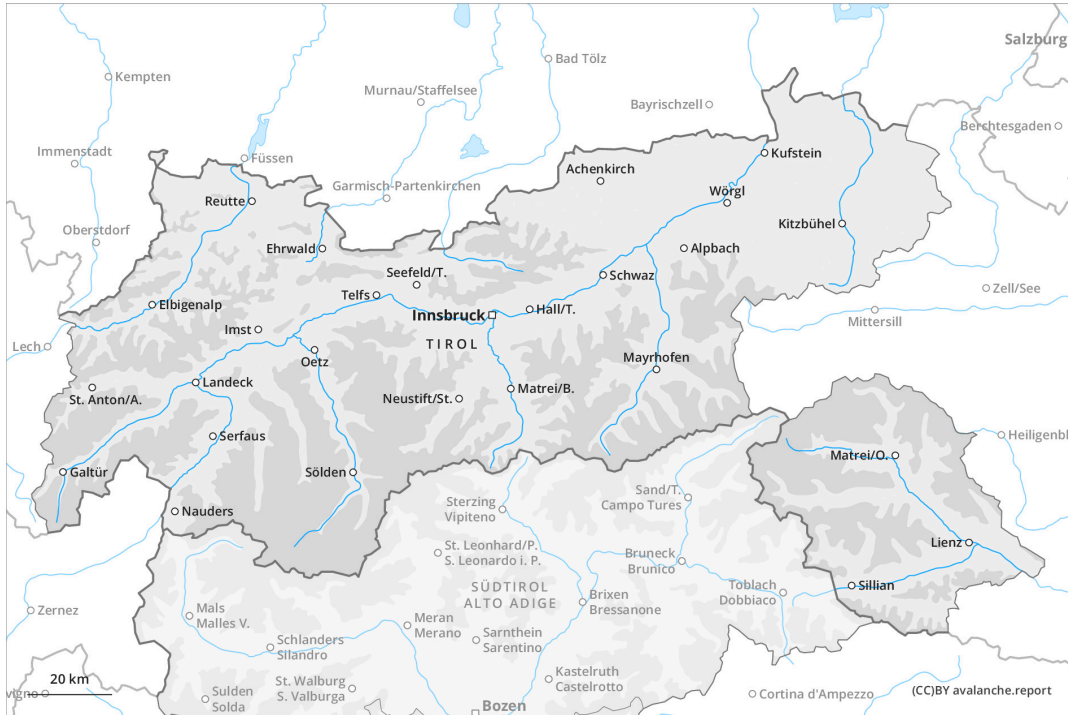 Salzburg
Bad Tölz
Kempten
Murnau/Staffelsee
Bayrischzell
Berchtesgaden
Immenstadt
Füssen
Kufstein
Achenkirch
Garmisch-Partenkirchen
Wörgl
Reutte
Oberstdorf
Kitzbühel
Ehrwald
Alpbach
Seefeld/T.
Schwaz
Zell/See
Telfs
Elbigenalp
Hall/T.
Innsbruck
Mittersill
Imst
Lech
TIROL
Oetz
Mayrhofen
Landeck
St. Anton/A.
Matrei/B.
Neustift/St.
Serfaus
Heiligenbl
Matrei/O.
Galtür
Sölden
Sand/T.
Campo Tures
Sterzing
Vipiteno
Nauders
Lienz
St. Leonhard/P.
S. Leonardo i. P.
Bruneck
Brunico
SÜDTIROL
ALTO ADIGE
Toblach
Dobbiaco
Sillian
Brixen
Bressanone
Zernez
Mals
Malles V.
Meran
Merano
Schlanders
Silandro
Sarnthein
Sarentino
20 km
St. Walburg
S. Valburga
Kastelruth
Castelrotto
vigno
Sulden
Solda
Cortina d'Ampezzo
(CC)BY avalanche.report
Bozen